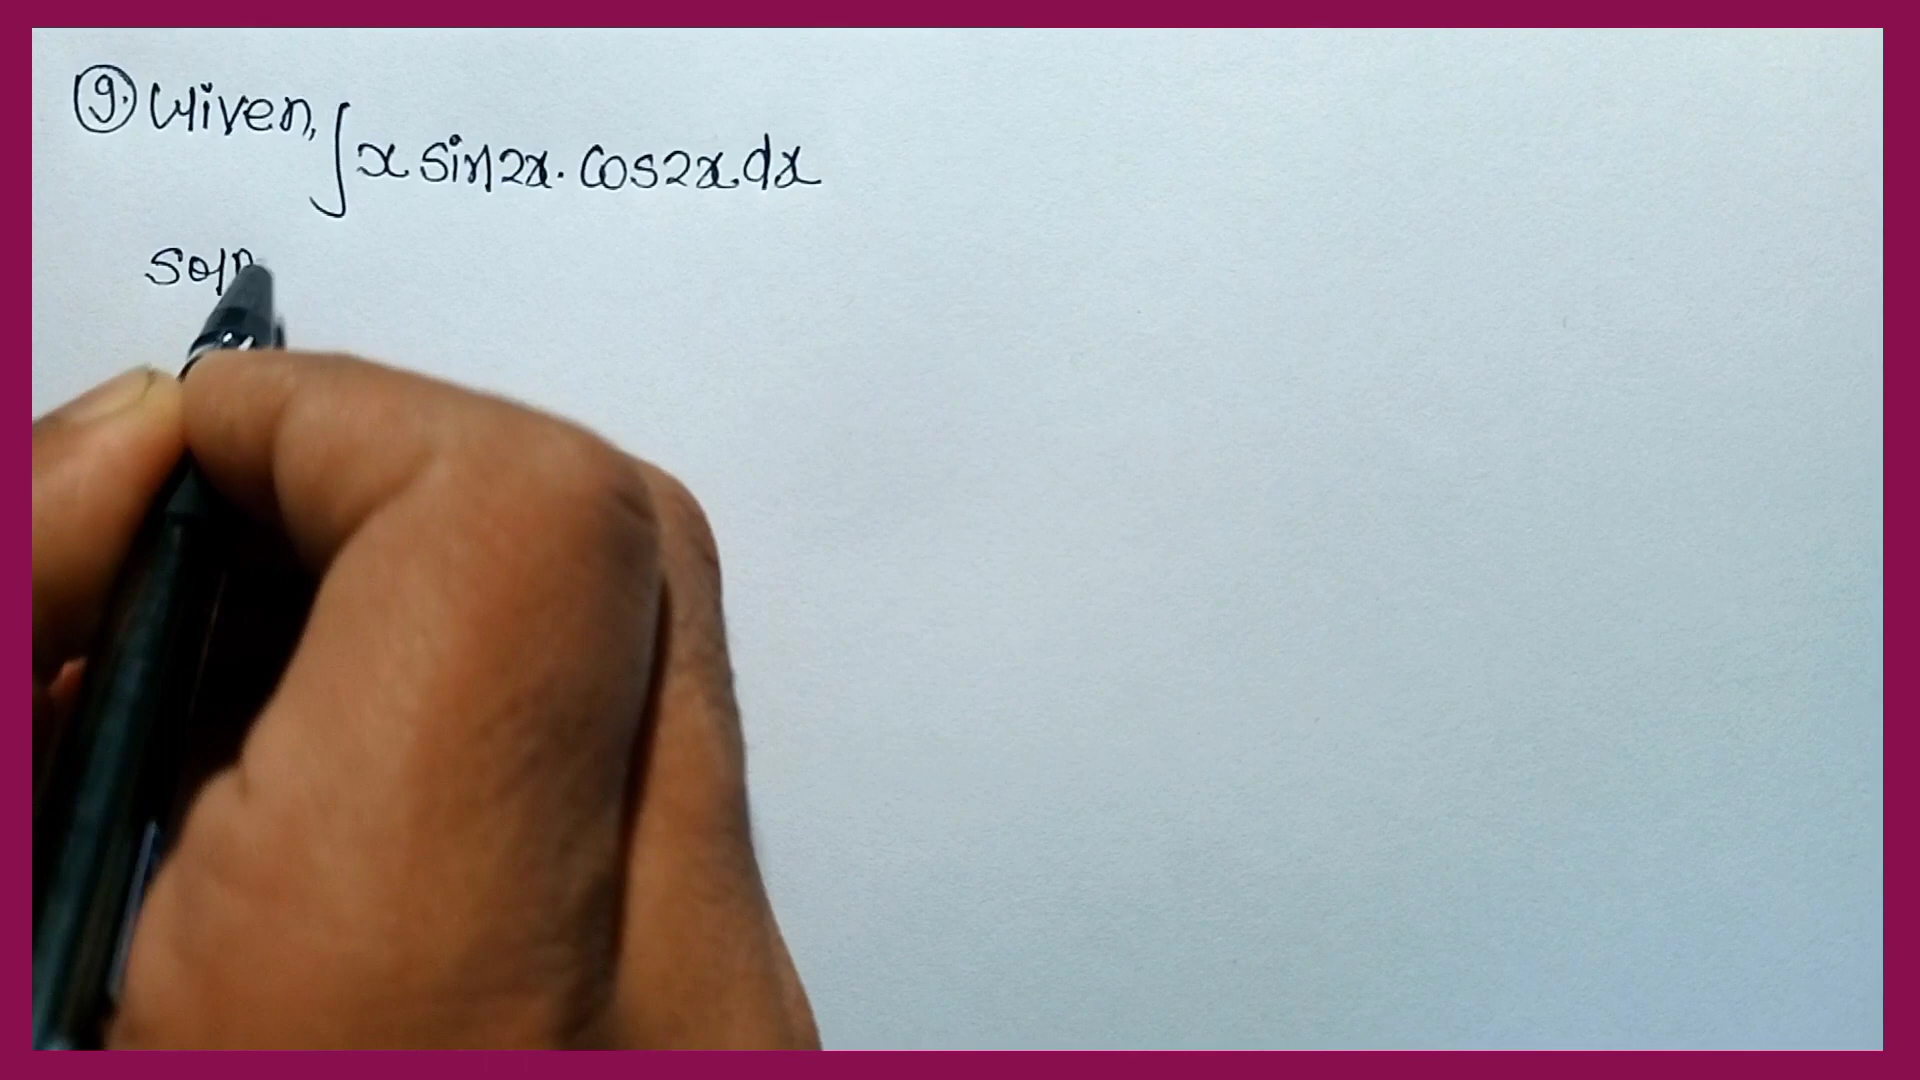 9. Given, ∫x sin2x. cos2x.dx
Soln